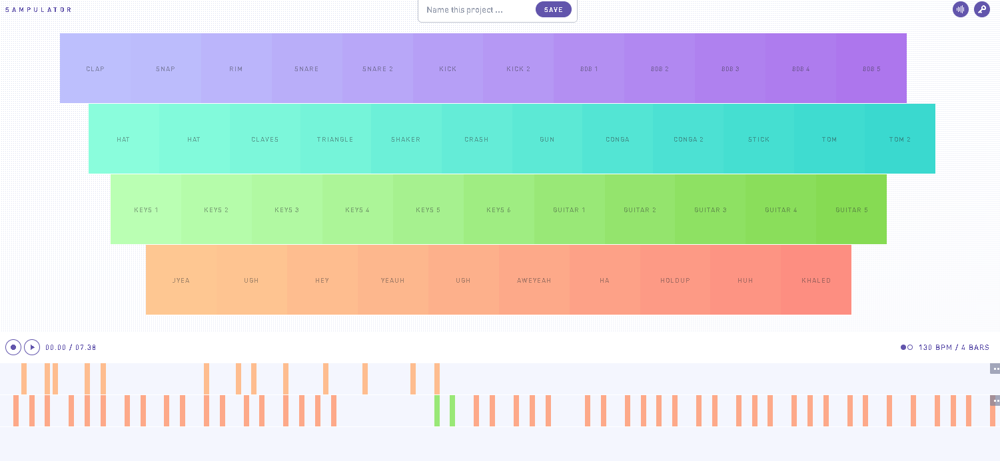 SAMPULATOR
Name this project ... SAVE
CLAP SNAP RIM SNARE SNARE 2 KICK KICK 2 808 1 808 2 808 3 808 4 808 5
HAT HAT CLAVES TRIANGLE SHAKER CRASH GUN CONGA CONGA 2 STICK TOM TOM 2
KEYS 1 KEYS 2 KEYS 3 KEYS 4 KEYS 5 KEYS 6 GUITAR 1 GUITAR 2 GUITAR 3 GUITAR 4 GUITAR 5
JYEA UGH HEY YEAUH UGH AWEYEAH HA HOLDUP HUH KHALED
00.00 / 07.38 130 BPM / 4 BARS